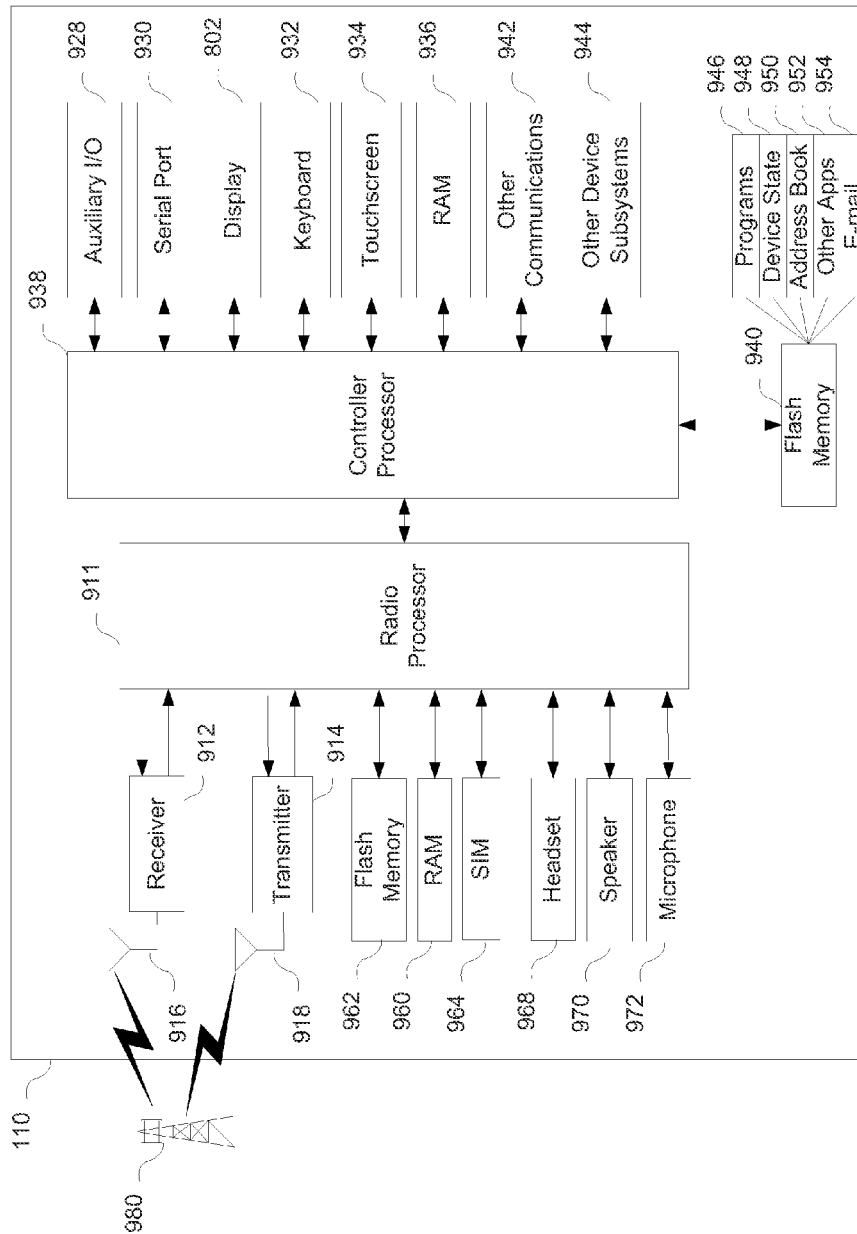 110
980
916
918
Receiver
912
Transmitter
914
962
Flash
Memory
960
RAM
964
SIM
968
Headset
970
Speaker
972
Microphone
911
Radio
Processor
938
Controller
Processor
Auxiliary I/O
928
Serial Port
930
Display
802
Keyboard
932
Touchscreen
934
RAM
936
Other
Communications
942
Other Device
Subsystems
944
940
Flash
Memory
Programs
946
Device State
948
Address Book
950
Other Apps
952
E-mail
954